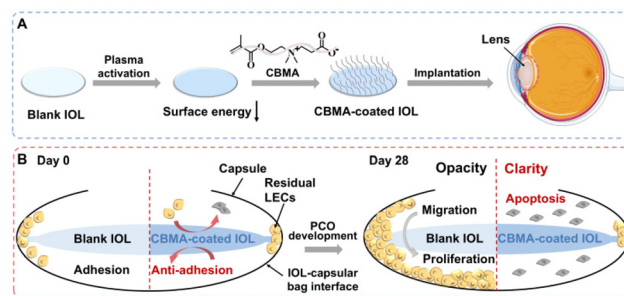 A
Plasma
activation
CBMA
Implantation
Lens
Blank IOL
Surface energy
CBMA-coated IOL
B Day 0
Capsule
Residual
LECs
Blank IOL
CBMA-coated IOL
Adhesion
Anti-adhesion
IOL-capsular
bag interface
PCO
development
Day 28
Opacity
Clarity
Apoptosis
Migration
Blank IOL
CBMA-coated IOL
Proliferation